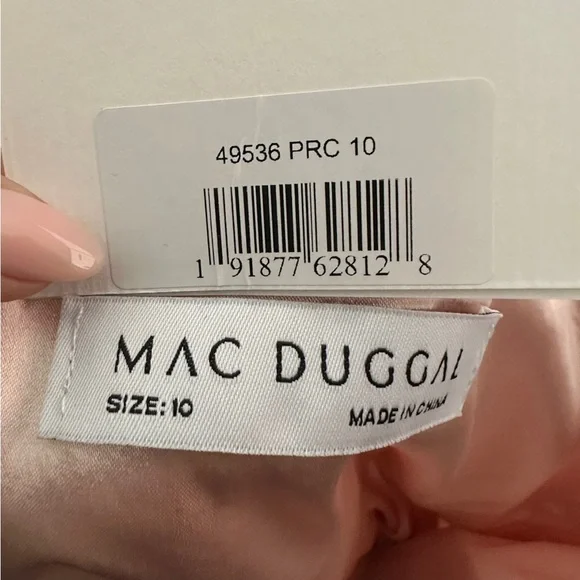 49536 PRC 10
1 91877 62812 8
MAC DUGGAL
SIZE: 10
MADE IN CHINA